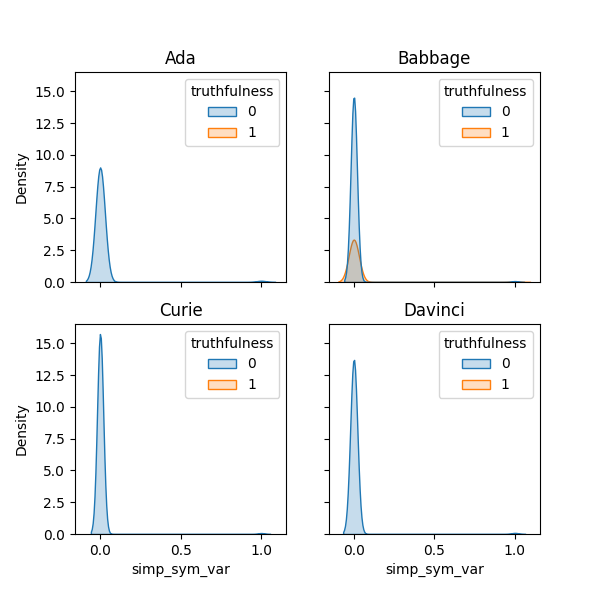 Ada
Babbage
truthfulness
0
1
truthfulness
0
1
Density
15.0
12.5
10.0
7.5
5.0
2.5
0.0
Curie
Davinci
truthfulness
0
1
truthfulness
0
1
Density
15.0
12.5
10.0
7.5
5.0
2.5
0.0
0.0 0.5 1.0
0.0 0.5 1.0
simp_sym_var
simp_sym_var